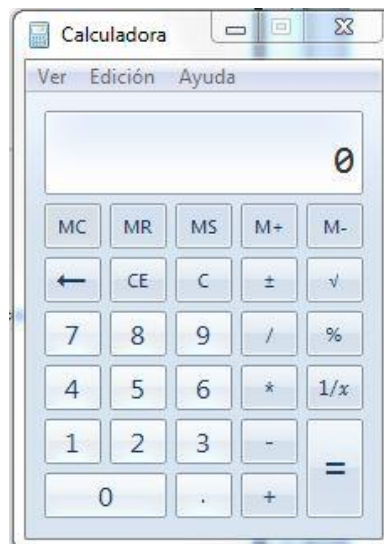 Calculadora
Ver Edición Ayuda
0
MC MR MS M+ M-
← CE C ± √
7 8 9 / %
4 5 6 * 1/x
1 2 3 - =
0 . +